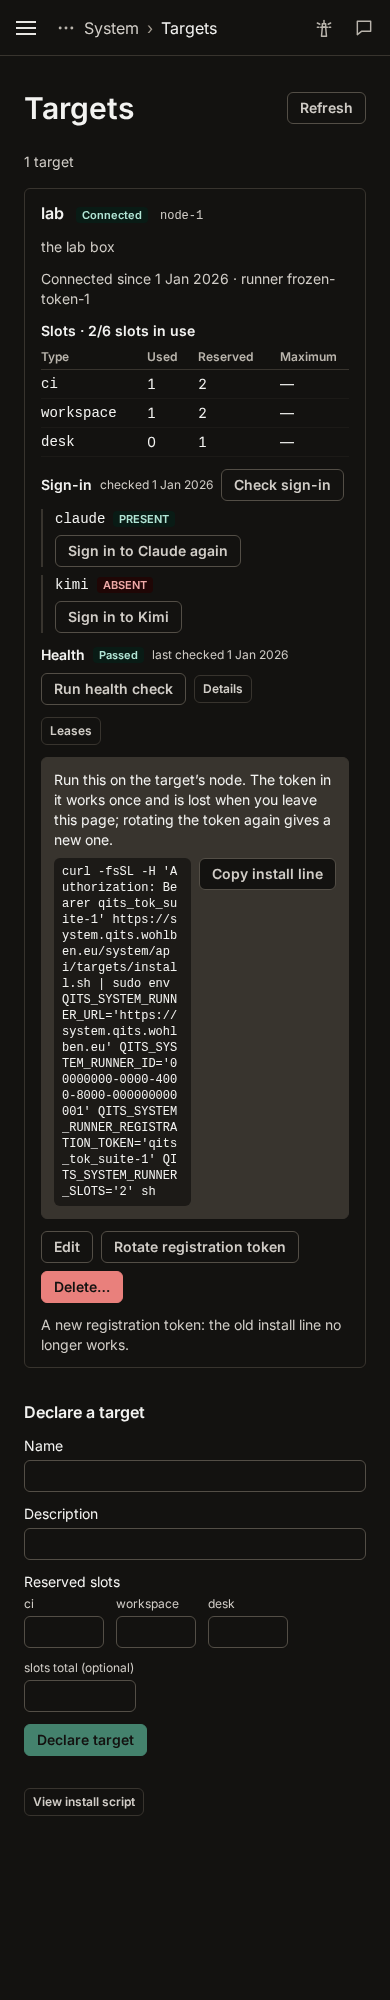 System › Targets
Targets
Refresh
1 target
lab Connected node-1
the lab box
Connected since 1 Jan 2026 · runner frozen-
token-1
Slots · 2/6 slots in use
Type Used Reserved Maximum
ci 1 2 —
workspace 1 2 —
desk 0 1 —
Sign-in checked 1 Jan 2026 Check sign-in
claude PRESENT
Sign in to Claude again
kimi ABSENT
Sign in to Kimi
Health Passed last checked 1 Jan 2026
Run health check Details
Leases
Run this on the target’s node. The token in
it works once and is lost when you leave
this page; rotating the token again gives a
new one.
curl -fsSL -H 'A
uthorization: Be
arer qits_tok_su
ite-1' https://s
ystem.qits.wohlb
en.eu/system/ap
i/targets/instal
l.sh | sudo env
QITS_SYSTEM_RUNN
ER_URL='https://
system.qits.wohl
ben.eu' QITS_SYS
TEM_RUNNER_ID='0
0000000-0000-400
0-8000-000000000
001' QITS_SYSTEM
_RUNNER_REGISTRA
TION_TOKEN='qits
_tok_suite-1' QI
TS_SYSTEM_RUNNER
_SLOTS='2' sh
Copy install line
Edit Rotate registration token
Delete…
A new registration token: the old install line no
longer works.
Declare a target
Name
Description
Reserved slots
ci workspace desk
slots total (optional)
Declare target
View install script